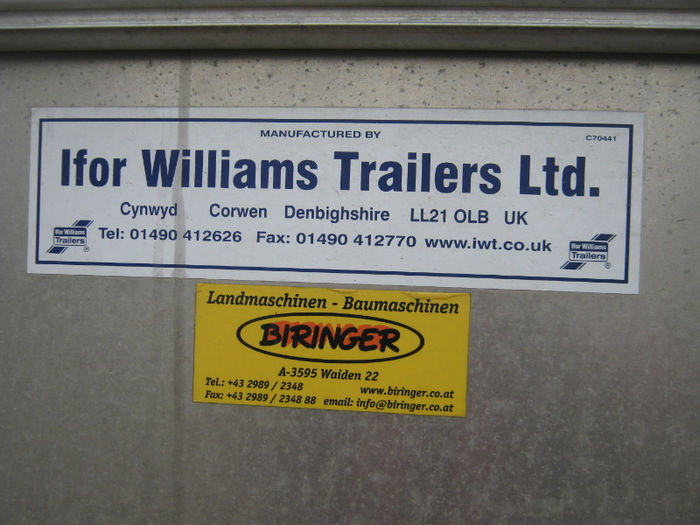 MANUFACTURED BY
C70441
Ifor Williams Trailers Ltd.
Cynwyd Corwen Denbighshire LL21 OLB UK
Tel: 01490 412626 Fax: 01490 412770 www.iwt.co.uk
Ifor Williams
Trailers
®
Ifor Williams
Trailers
®
Landmaschinen - Baumaschinen
BIRINGER
A-3595 Waiden 22
Tel.: +43 2989 / 2348 www.biringer.co.at
Fax: +43 2989 / 2348 88 email: info@biringer.co.at